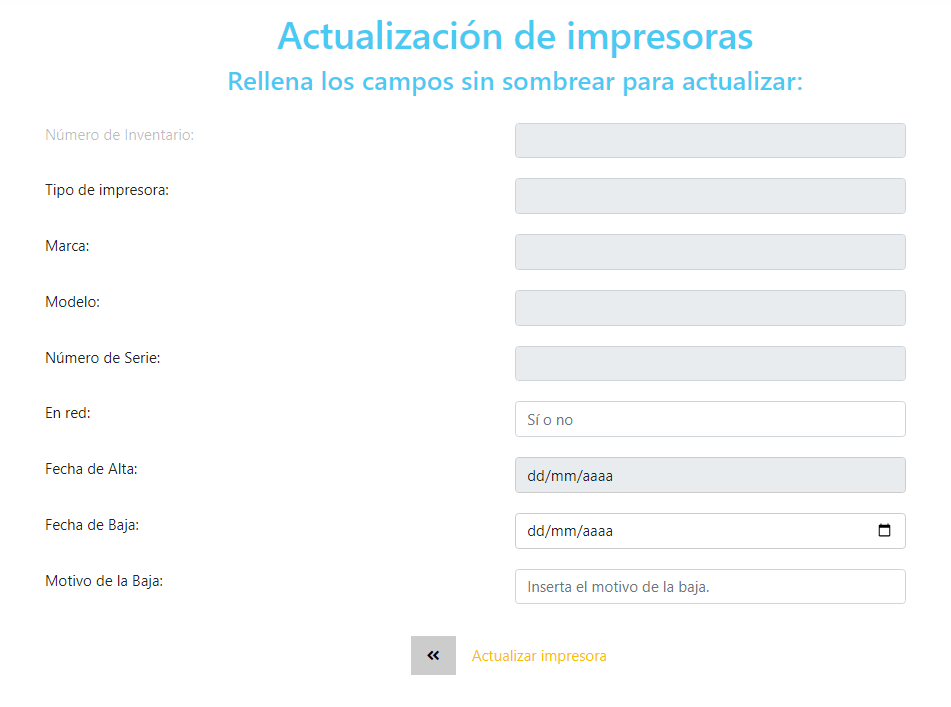 Actualización de impresoras
Rellena los campos sin sombrear para actualizar:
Número de Inventario:
Tipo de impresora:
Marca:
Modelo:
Número de Serie:
En red:
Sí o no
Fecha de Alta:
dd/mm/aaaa
Fecha de Baja:
dd/mm/aaaa
Motivo de la Baja:
Inserta el motivo de la baja.
« Actualizar impresora